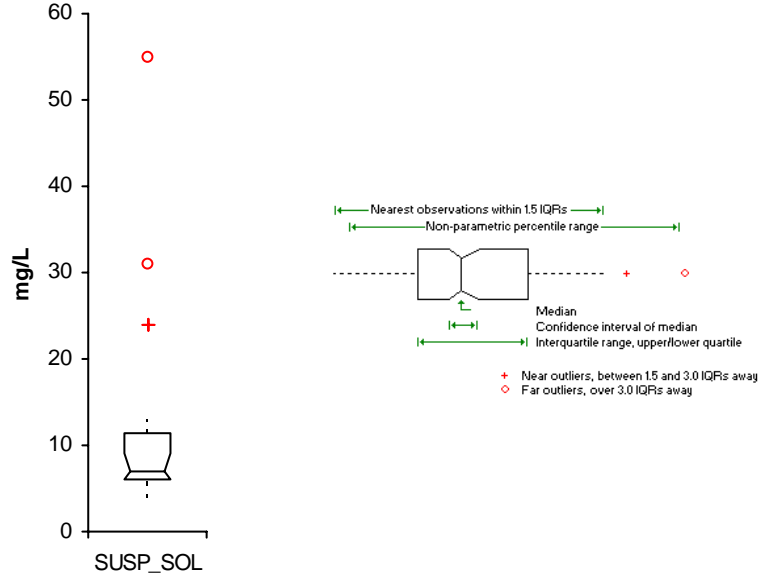 60
50
40
30
20
10
0
mg/L
SUSP_SOL
Nearest observations within 1.5 IQRs
Non-parametric percentile range
Median
Confidence interval of median
Interquartile range, upper/lower quartile
Near outliers, between 1.5 and 3.0 IQRs away
Far outliers, over 3.0 IQRs away